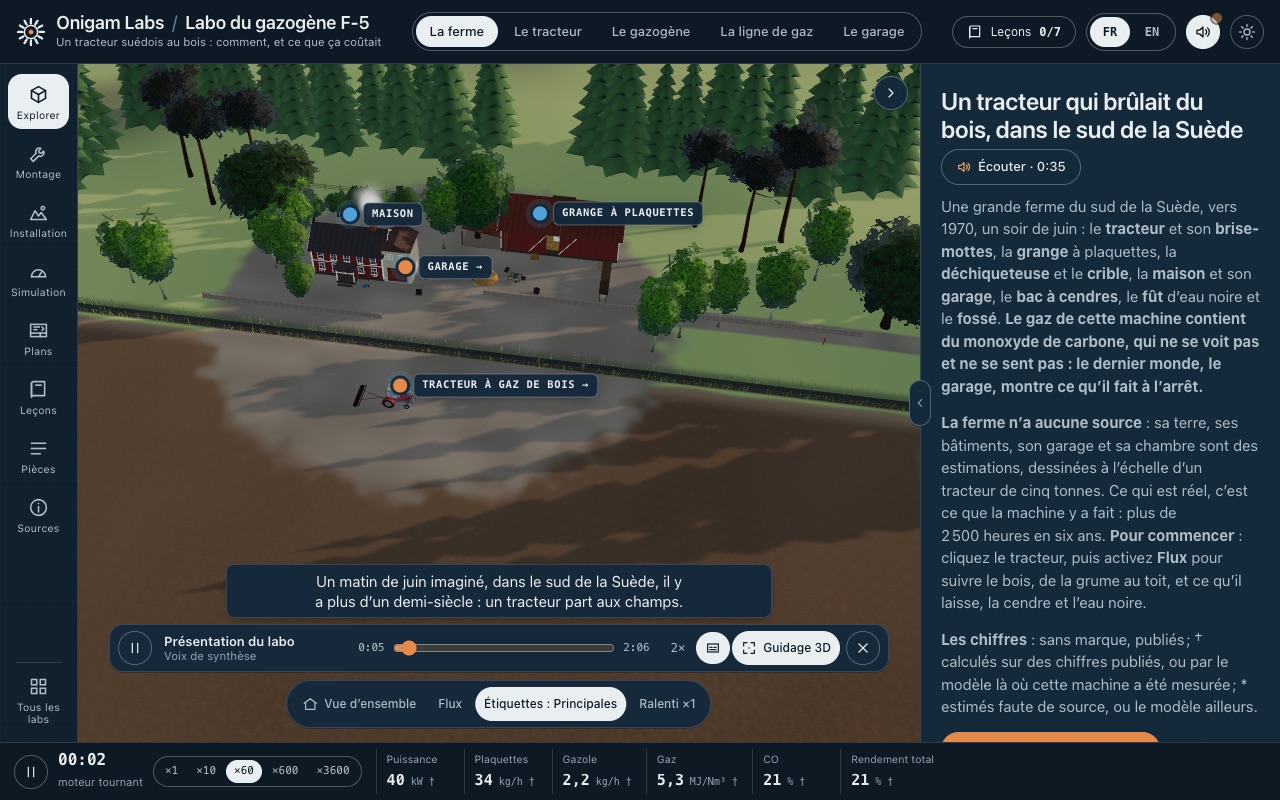 Onigam Labs / Labo du gazogène F-5
Un tracteur suédois au bois : comment, et ce que ça coûtait
La ferme
Le tracteur
Le gazogène
La ligne de gaz
Le garage
Leçons 0/7
FR
EN
Explorer
Montage
Installation
Simulation
Plans
Leçons
Pièces
Sources
Tous les
labs
MAISON
GRANGE À PLAQUETTES
GARAGE →
TRACTEUR À GAZ DE BOIS →
Un matin de juin imaginé, dans le sud de la Suède, il y
a plus d’un demi-siècle : un tracteur part aux champs.
Présentation du labo
Voix de synthèse
0:05
2:06
2×
Guidage 3D
Vue d’ensemble
Flux
Étiquettes : Principales
Ralenti ×1
Un tracteur qui brûlait du
bois, dans le sud de la Suède
Écouter · 0:35
Une grande ferme du sud de la Suède, vers
1970, un soir de juin : le tracteur et son brise-
mottes, la grange à plaquettes, la
déchiqueteuse et le crible, la maison et son
garage, le bac à cendres, le fût d’eau noire et
le fossé. Le gaz de cette machine contient
du monoxyde de carbone, qui ne se voit pas
et ne se sent pas : le dernier monde, le
garage, montre ce qu’il fait à l’arrêt.
La ferme n’a aucune source : sa terre, ses
bâtiments, son garage et sa chambre sont des
estimations, dessinées à l’échelle d’un
tracteur de cinq tonnes. Ce qui est réel, c’est
ce que la machine y a fait : plus de
2 500 heures en six ans. Pour commencer :
cliquez le tracteur, puis activez Flux pour
suivre le bois, de la grume au toit, et ce qu’il
laisse, la cendre et l’eau noire.
Les chiffres : sans marque, publiés ; †
calculés sur des chiffres publiés, ou par le
modèle là où cette machine a été mesurée ; *
estimés faute de source, ou le modèle ailleurs.
00:02
moteur tournant
×1
×10
×60
×600
×3600
Puissance
40 kW †
Plaquettes
34 kg/h †
Gazole
2,2 kg/h †
Gaz
5,3 MJ/Nm³ †
CO
21 % †
Rendement total
21 % †